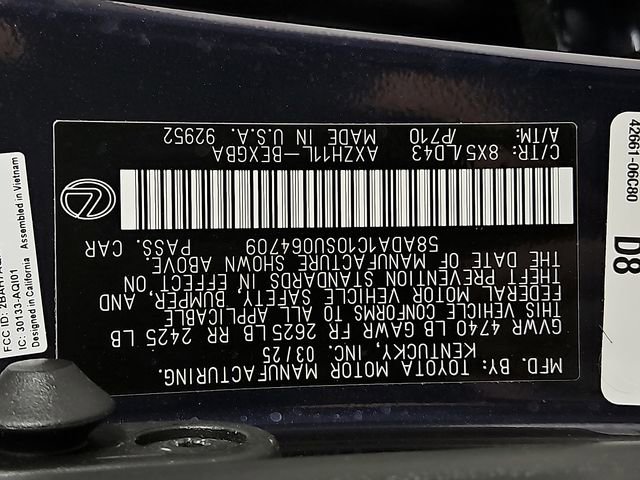 MFD. BY: TOYOTA MOTOR MANUFACTURING.
KENTUCKY, INC. 03/25
GVWR 4740 LB GAWR FR 2625 LB RR 2425 LB
THIS VEHICLE CONFORMS TO ALL APPLICABLE
FEDERAL MOTOR VEHICLE SAFETY, BUMPER, AND
THEFT PREVENTION STANDARDS IN EFFECT ON
THE DATE OF MANUFACTURE SHOWN ABOVE.
58ADA1C10SU064709 PASS. CAR
C/TR: 8X5/LD43 AXZH11L-BEXGBA
A/TM: /P710 MADE IN U.S.A. 92952
42661-06C80
D8
IC: 30133-AQI01
Designed in California Assembled in Vietnam
FCC ID: